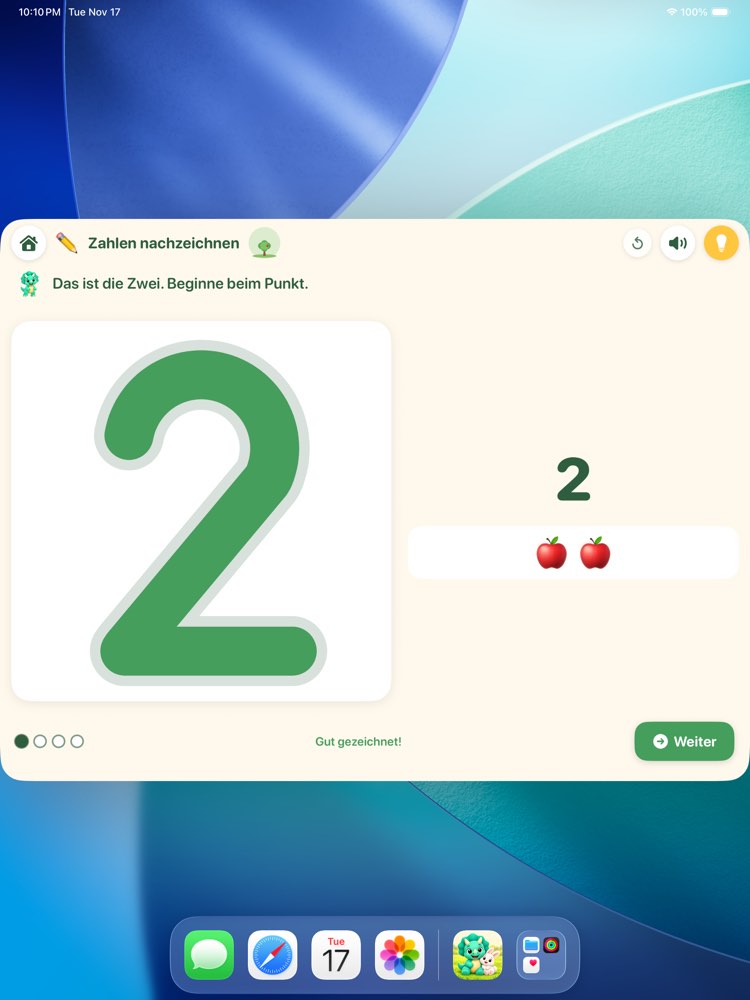 10:10 PM Tue Nov 17
100%
Zahlen nachzeichnen
Das ist die Zwei. Beginne beim Punkt.
2
2
Gut gezeichnet!
Weiter
Tue
17